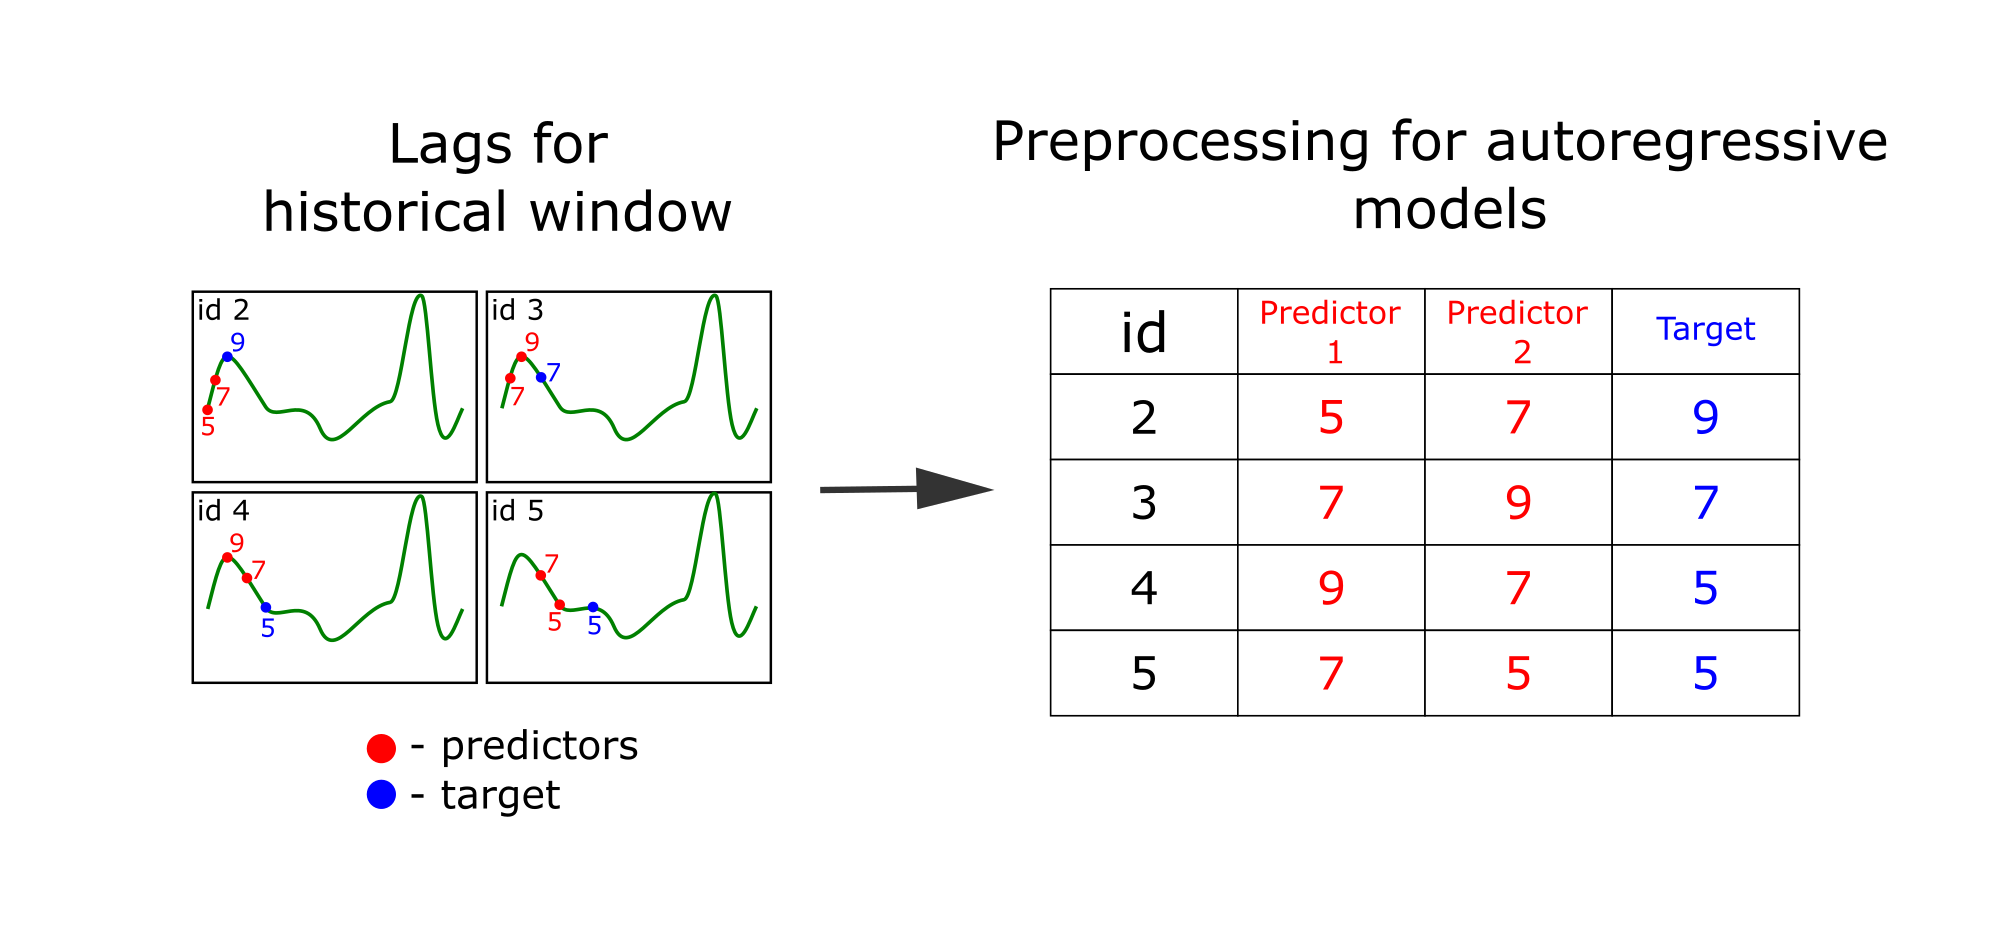 Lags for
historical window
id 2
9
7
5
id 3
9
7
7
id 4
9
7
5
id 5
7
5
5
- predictors
- target
Preprocessing for autoregressive
models
id Predictor 1 Predictor 2 Target
2 5 7 9
3 7 9 7
4 9 7 5
5 7 5 5